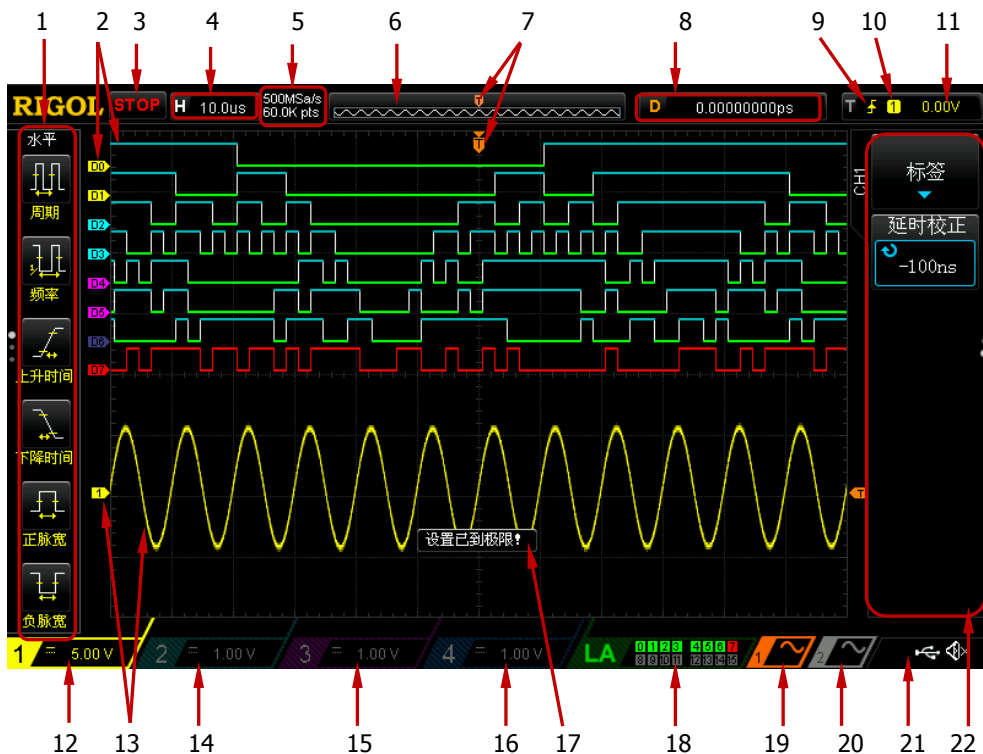 1 2 3 4 5 6 7 8 9 10 11
RIGOL STOP H 10.0us 500MSa/s 60.0K pts T D 0.00000000ps T 1 0.00V
水平
周期
频率
上升时间
下降时间
正脉宽
负脉宽
T
D0
D1
D2
D3
D4
D5
D6
D7
1
T
设置已到极限!
CH1
标签
延时校正
-100ns
1 5.00 V 2 1.00 V 3 1.00 V 4 1.00 V LA 0 1 2 3 4 5 6 7 1 2
8 9 10 11 12 13 14 15
12 13 14 15 16 17 18 19 20 21 22